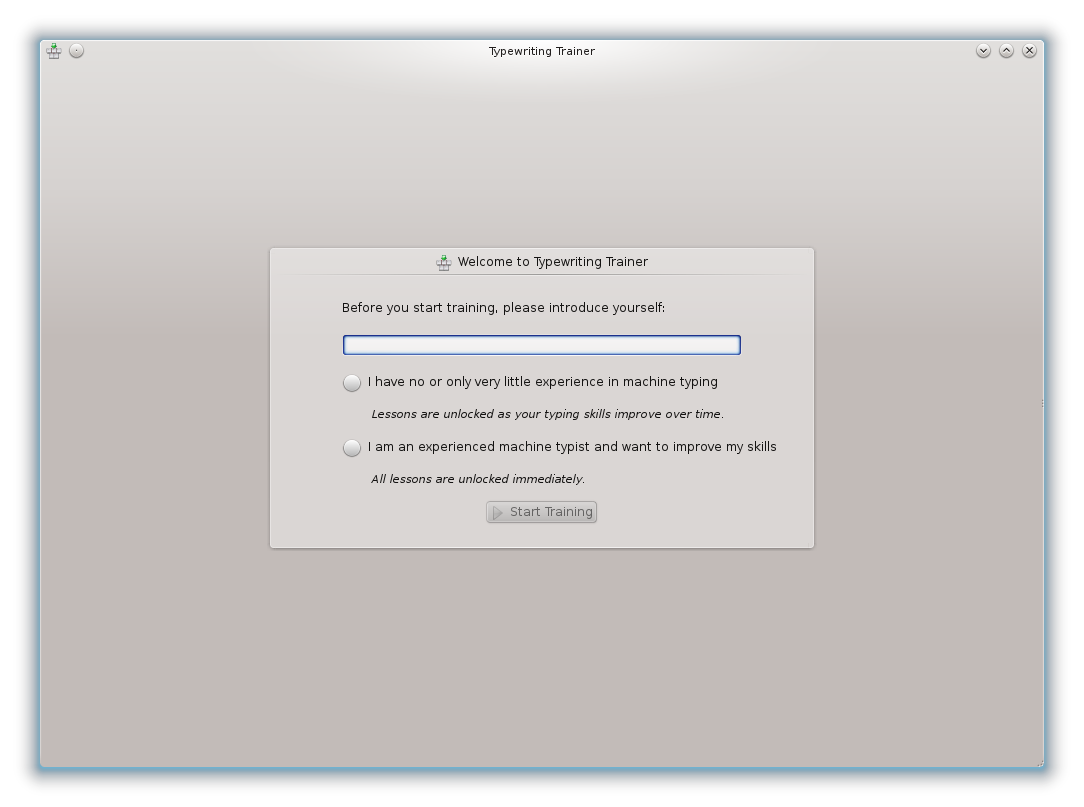 Typewriting Trainer
Welcome to Typewriting Trainer
Before you start training, please introduce yourself:
I have no or only very little experience in machine typing
Lessons are unlocked as your typing skills improve over time.
I am an experienced machine typist and want to improve my skills
All lessons are unlocked immediately.
Start Training